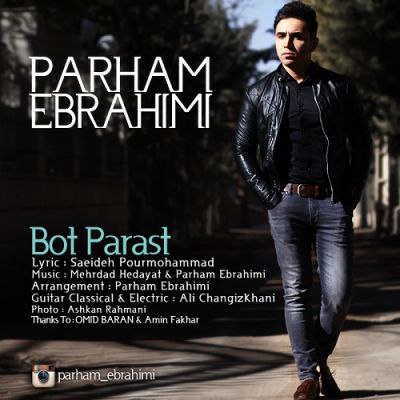 PARHAM
EBRAHIMI
Bot Parast
Lyric : Saeideh Pourmohammad
Music : Mehrdad Hedayat & Parham Ebrahimi
Arrangement : Parham Ebrahimi
Guitar Classical & Electric : Ali Changizkhani
Photo : Ashkan Rahmani
Thanks To : OMID BARAN & Amin Fakhar
parham_ebrahimi